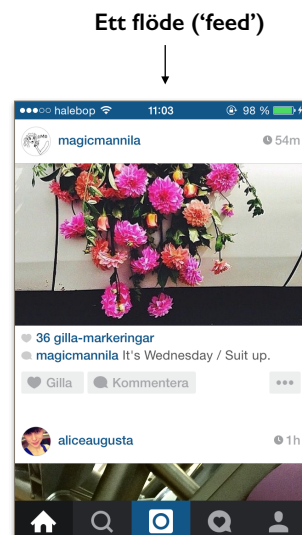 Ett flöde (‘feed’)
halebop 11:03 98 %
magicmannila 54m
36 gilla-markeringar
magicmannila It's Wednesday / Suit up.
Gilla Kommentera
aliceaugusta 1h